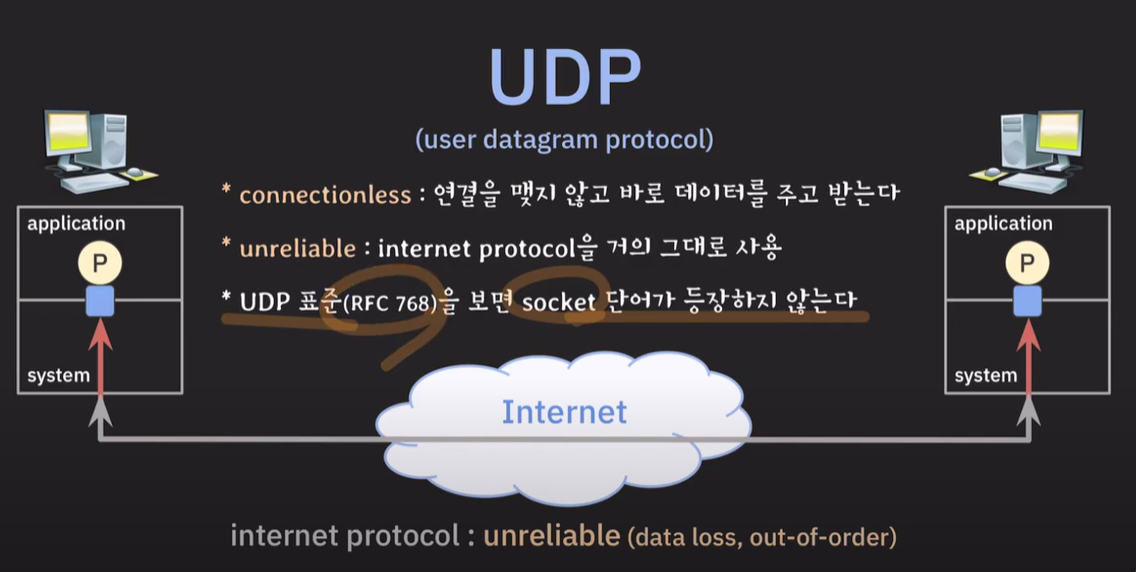 UDP
(user datagram protocol)
* connectionless : 연결을 맺지 않고 바로 데이터를 주고 받는다
* unreliable : internet protocol을 거의 그대로 사용
* UDP 표준(RFC 768)을 보면 socket 단어가 등장하지 않는다
application
P
system
application
P
system
Internet
internet protocol : unreliable (data loss, out-of-order)